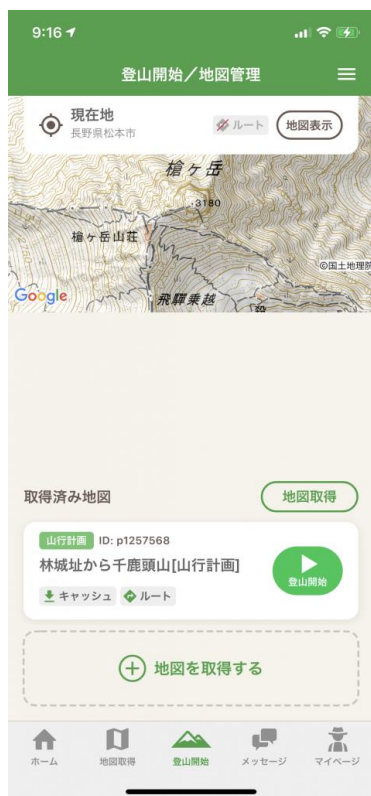 9:16
登山開始／地図管理
現在地
長野県松本市
ルート
地図表示
槍ヶ岳
3180
槍ヶ岳山荘
©国土地理院
Google
飛騨乗越
取得済み地図
地図取得
山行計画 ID: p1257568
林城址から千鹿頭山[山行計画]
登山開始
キャッシュ ルート
地図を取得する
ホーム
地図取得
登山開始
メッセージ
マイページ